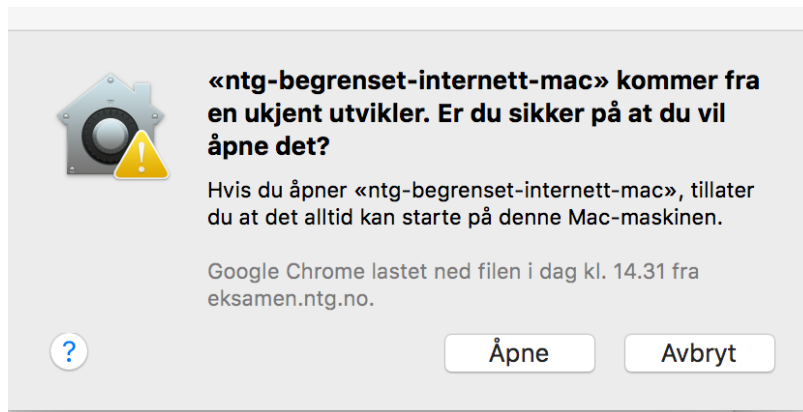 «ntg-begrenset-internett-mac» kommer fra
en ukjent utvikler. Er du sikker på at du vil
åpne det?
Hvis du åpner «ntg-begrenset-internett-mac», tillater
du at det alltid kan starte på denne Mac-maskinen.
Google Chrome lastet ned filen i dag kl. 14.31 fra
eksamen.ntg.no.
? Åpne Avbryt